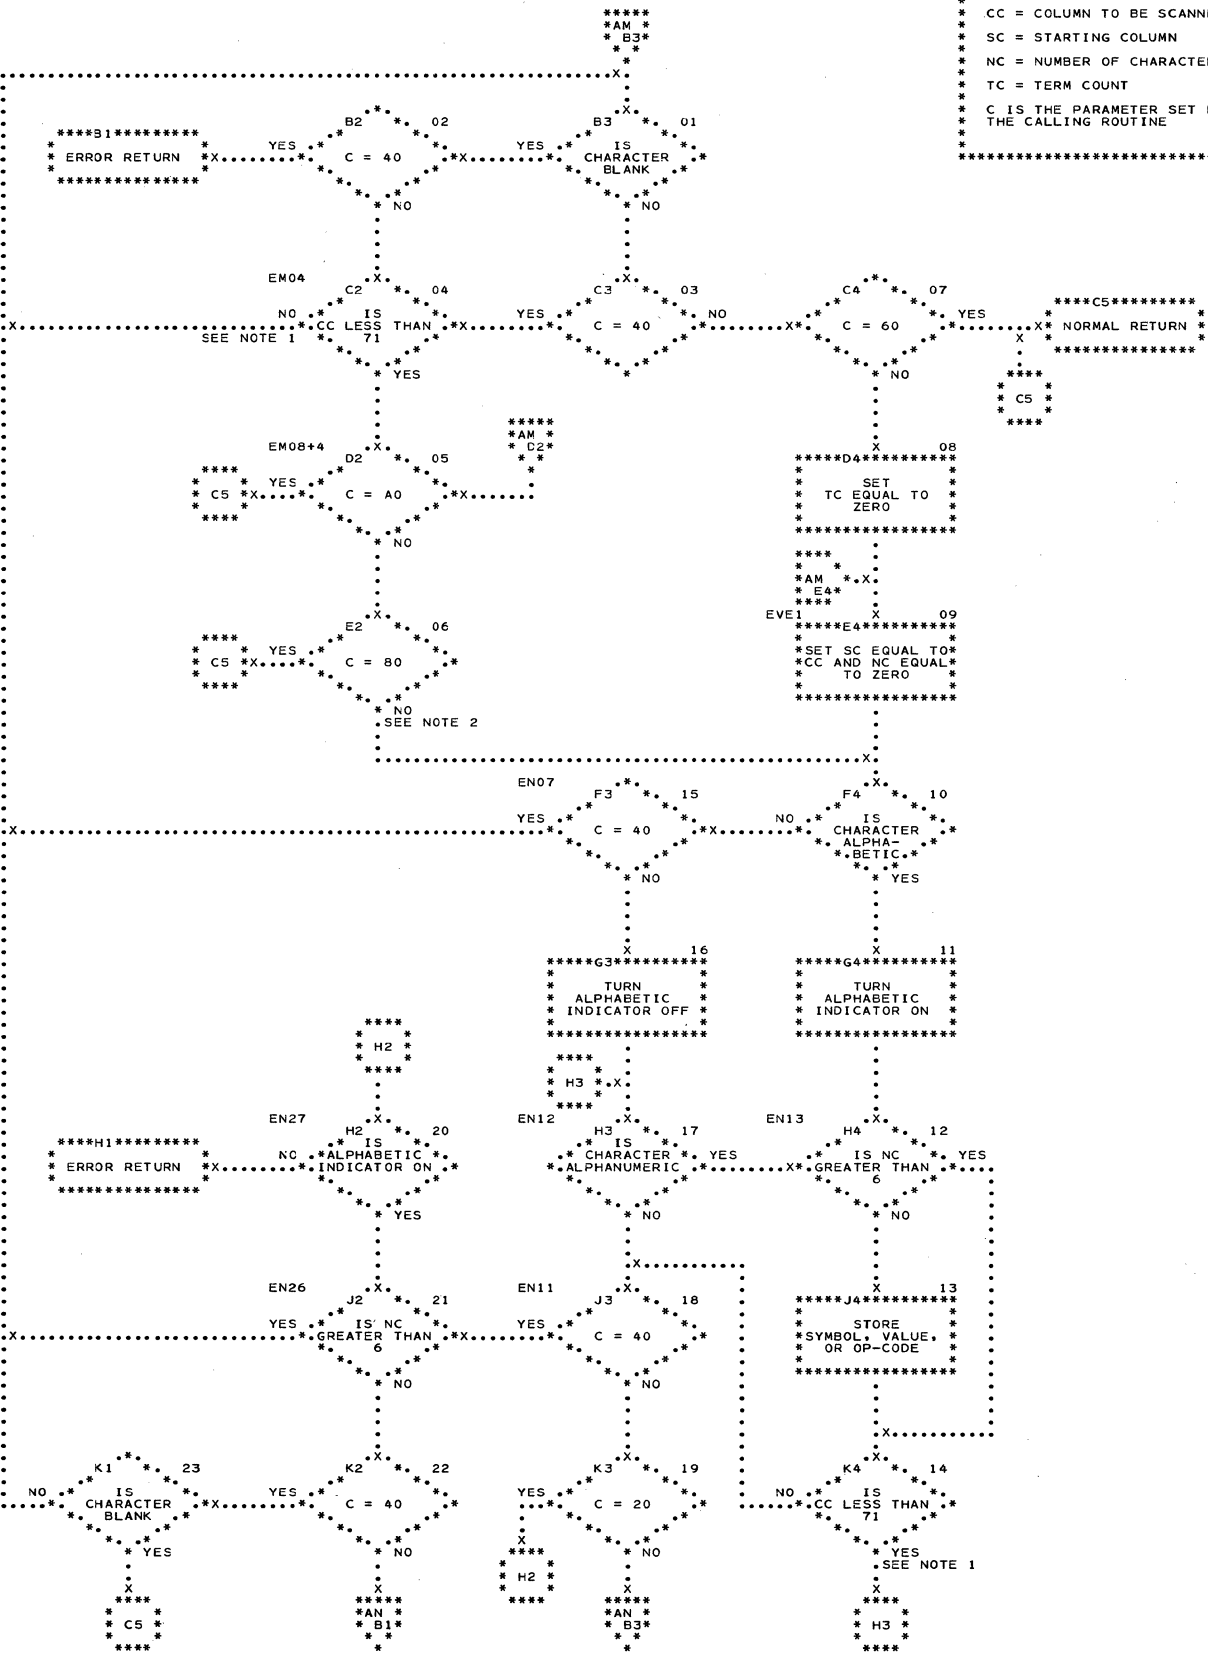 AM
B3
CC = COLUMN TO BE
SC = STARTING COLUMN
NC = NUMBER OF
TC = TERM COUNT
C IS THE PARAMETER SET
THE CALLING ROUTINE
B1
ERROR RETURN
YES
B2 02
C = 40
NO
YES
B3 01
IS
CHARACTER
BLANK
NO
EM04
NO
SEE NOTE 1
C2 04
IS
CC LESS THAN
71
YES
YES
C3 03
C = 40
NO
C4 07
C = 60
YES
NO
C5
NORMAL RETURN
C5
EM08+4
C5
YES
D2 05
C = A0
NO
AM
D4 08
SET
TC EQUAL TO
ZERO
AM
E4
C5
YES
E2 06
C = 80
NO
SEE NOTE 2
EVE1
E4 09
SET SC EQUAL TO
CC AND NC EQUAL
TO ZERO
EN07
YES
F3 15
C = 40
NO
NO
F4 10
IS
CHARACTER
ALPHA-
BETIC
YES
G3 16
TURN
ALPHABETIC
INDICATOR OFF
G4 11
TURN
ALPHABETIC
INDICATOR ON
H2
H3
H1
ERROR RETURN
EN27
NO
H2 20
IS
ALPHABETIC
INDICATOR ON
YES
EN12
H3 17
IS
CHARACTER
ALPHANUMERIC
YES
NO
EN13
H4 12
IS NC
GREATER THAN
6
YES
NO
EN26
YES
J2 21
IS NC
GREATER THAN
6
NO
EN11
YES
J3 18
C = 40
NO
J4 13
STORE
SYMBOL, VALUE,
OR OP-CODE
NO
K1 23
IS
CHARACTER
BLANK
YES
YES
K2 22
C = 40
NO
YES
K3 19
C = 20
NO
NO
K4 14
IS
CC LESS THAN
71
YES
SEE NOTE 1
C5
AN
B1
H2
AN
B3
H3